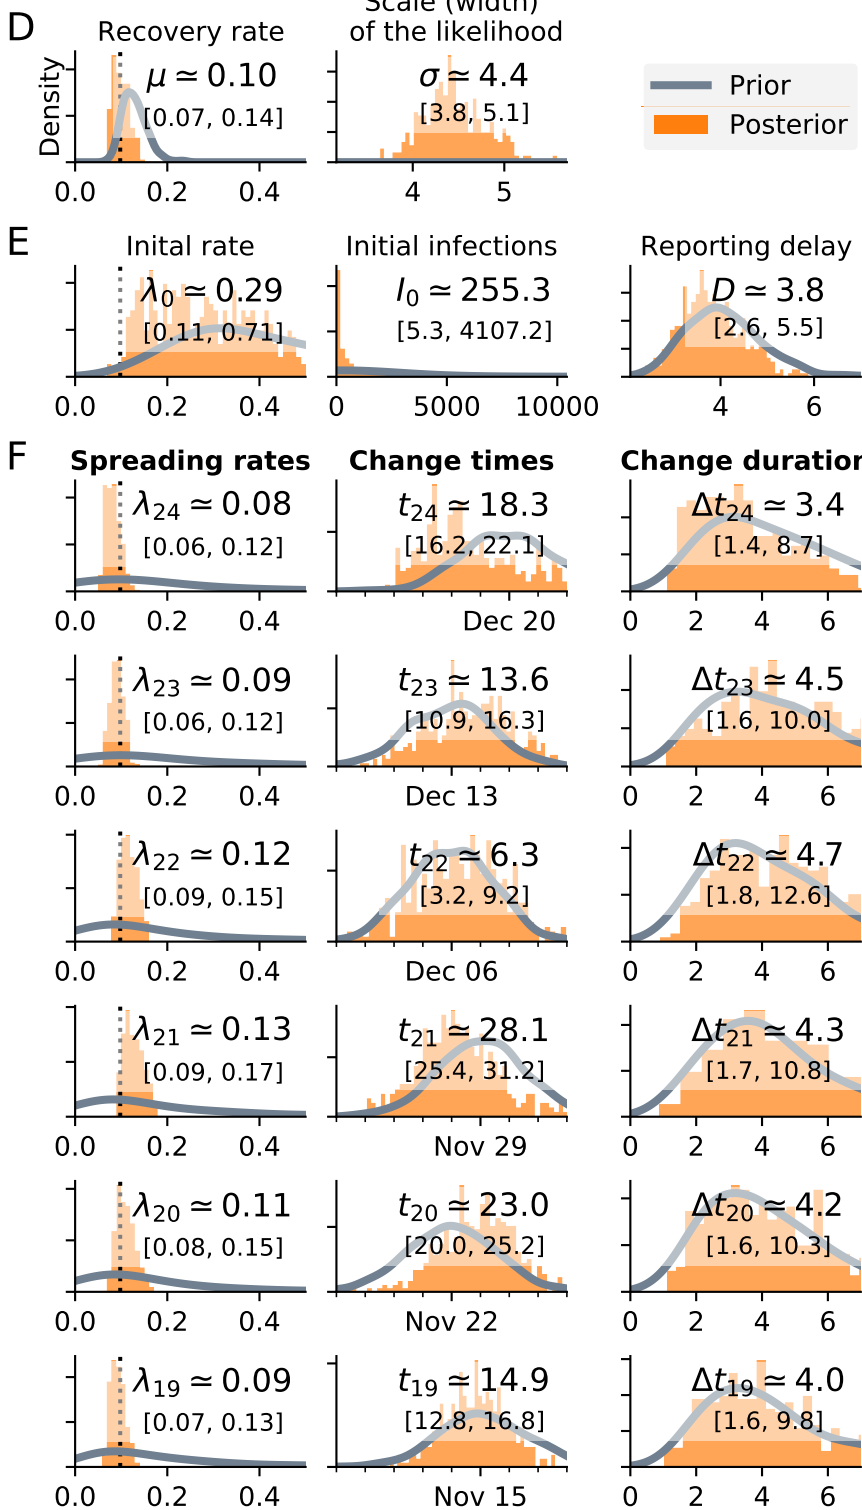 D
Recovery rate
Scale (width)
of the likelihood
Density
μ ≃ 0.10
[0.07, 0.14]
0.0 0.2 0.4
σ ≃ 4.4
[3.8, 5.1]
4 5
Prior
Posterior
E
Inital rate
λ0 ≃ 0.29
[0.11, 0.71]
0.0 0.2 0.4
Initial infections
I0 ≃ 255.3
[5.3, 4107.2]
0 5000 10000
Reporting delay
D ≃ 3.8
[2.6, 5.5]
4 6
F
Spreading rates Change times Change duration
λ24 ≃ 0.08
[0.06, 0.12]
0.0 0.2 0.4
t24 ≃ 18.3
[16.2, 22.1]
Dec 20
Δt24 ≃ 3.4
[1.4, 8.7]
0 2 4 6
λ23 ≃ 0.09
[0.06, 0.12]
0.0 0.2 0.4
t23 ≃ 13.6
[10.9, 16.3]
Dec 13
Δt23 ≃ 4.5
[1.6, 10.0]
0 2 4 6
λ22 ≃ 0.12
[0.09, 0.15]
0.0 0.2 0.4
t22 ≃ 6.3
[3.2, 9.2]
Dec 06
Δt22 ≃ 4.7
[1.8, 12.6]
0 2 4 6
λ21 ≃ 0.13
[0.09, 0.17]
0.0 0.2 0.4
t21 ≃ 28.1
[25.4, 31.2]
Nov 29
Δt21 ≃ 4.3
[1.7, 10.8]
0 2 4 6
λ20 ≃ 0.11
[0.08, 0.15]
0.0 0.2 0.4
t20 ≃ 23.0
[20.0, 25.2]
Nov 22
Δt20 ≃ 4.2
[1.6, 10.3]
0 2 4 6
λ19 ≃ 0.09
[0.07, 0.13]
0.0 0.2 0.4
t19 ≃ 14.9
[12.8, 16.8]
Nov 15
Δt19 ≃ 4.0
[1.6, 9.8]
0 2 4 6